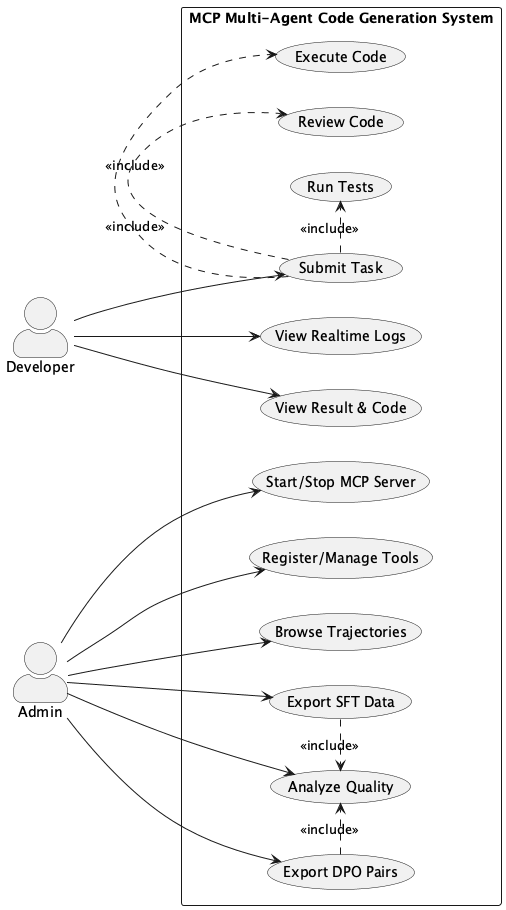 MCP Multi-Agent Code Generation System
Execute Code
Review Code
«include»
Run Tests
«include»
«include»
Submit Task
Developer
View Realtime Logs
View Result & Code
Start/Stop MCP Server
Register/Manage Tools
Browse Trajectories
Admin
Export SFT Data
«include»
Analyze Quality
«include»
Export DPO Pairs